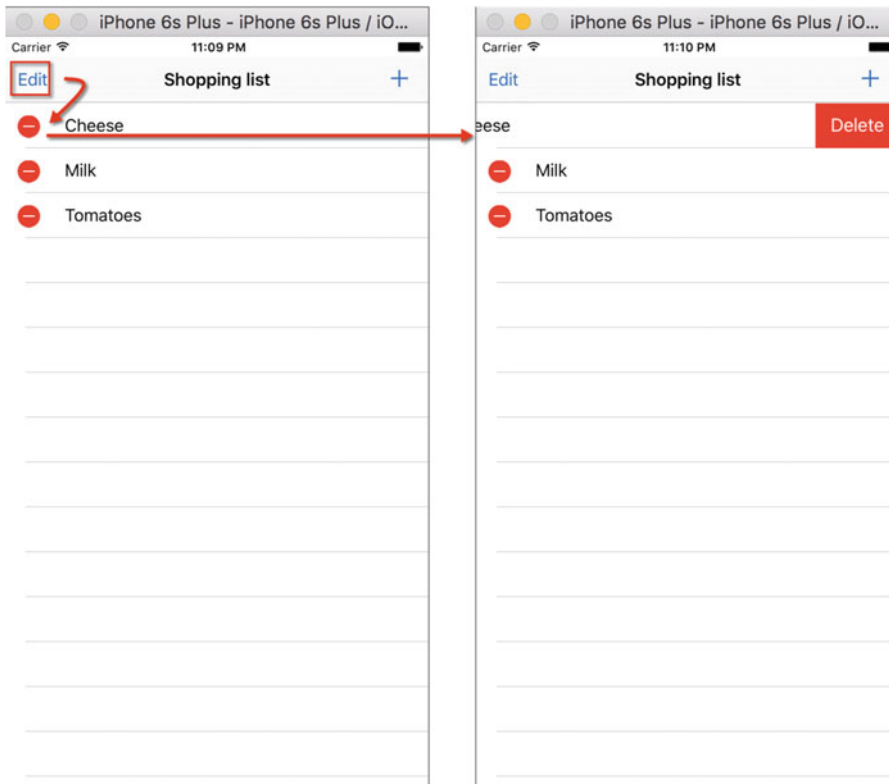 iPhone 6s Plus - iPhone 6s Plus / iO...
Carrier 11:09 PM
Edit Shopping list +
Cheese
Milk
Tomatoes
iPhone 6s Plus - iPhone 6s Plus / iO...
Carrier 11:10 PM
Edit Shopping list +
eese Delete
Milk
Tomatoes